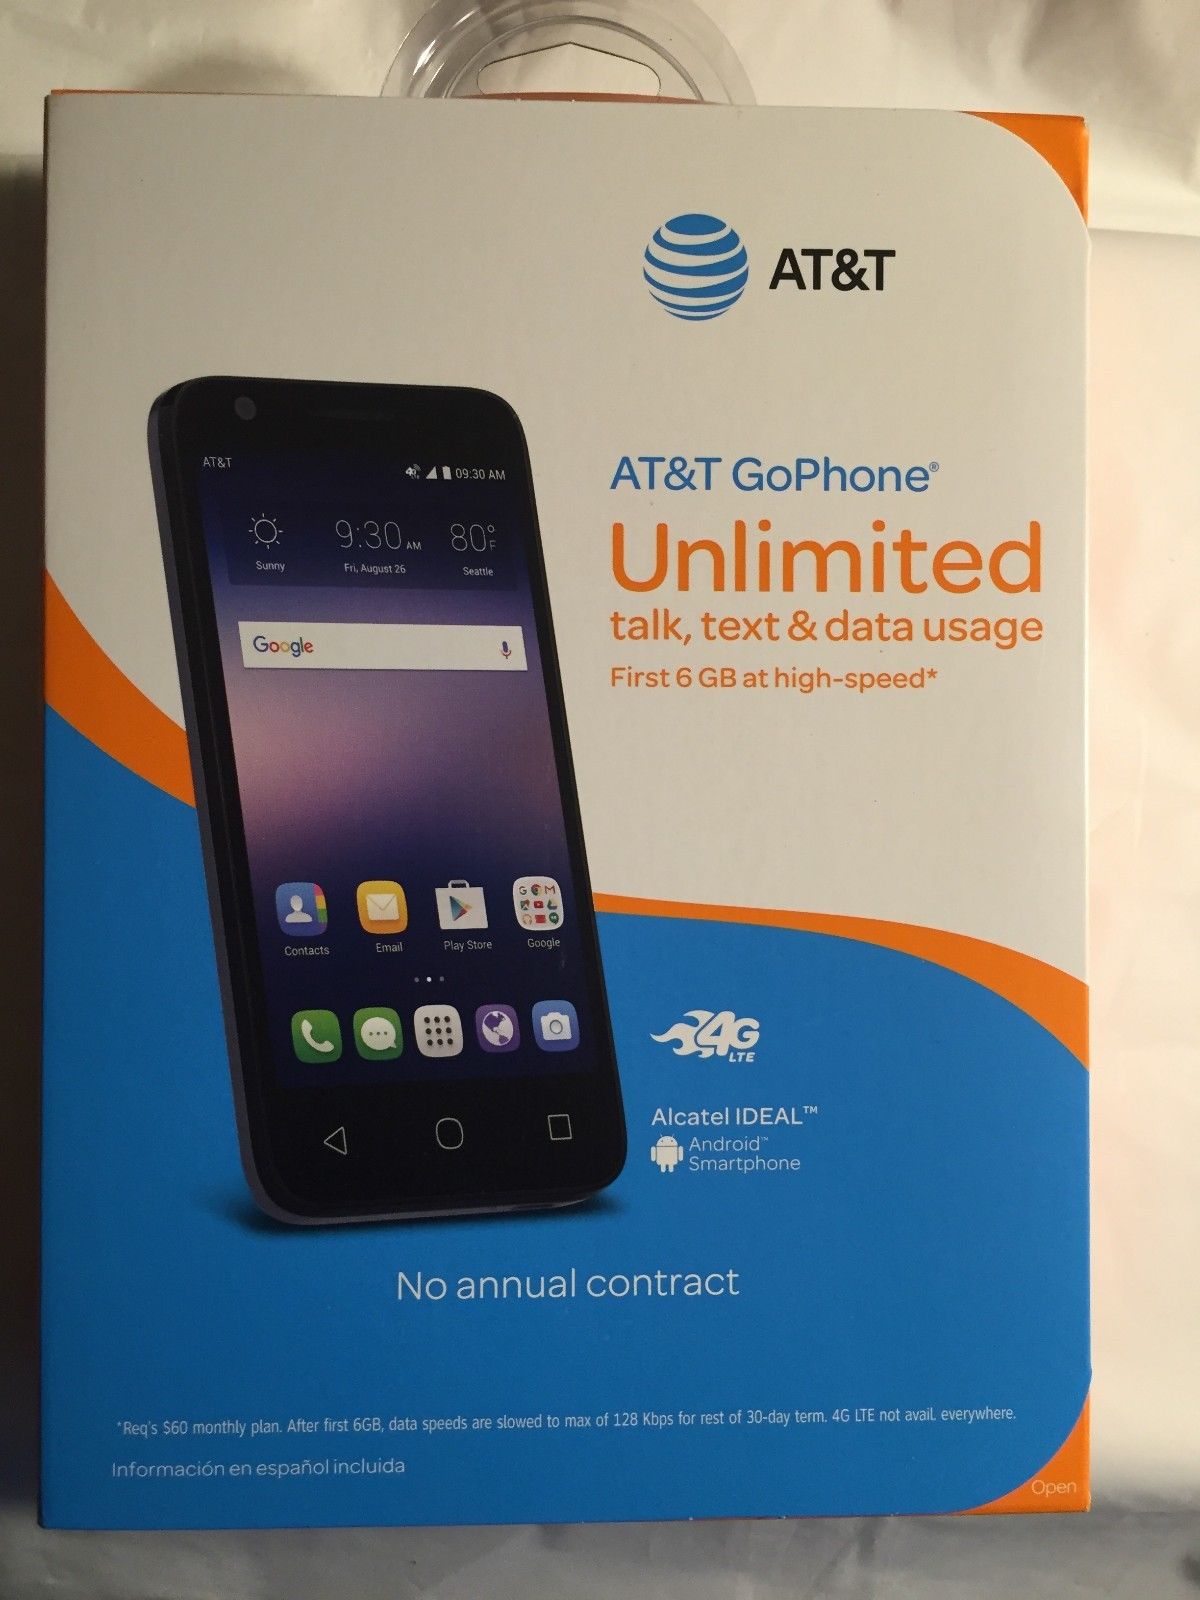 AT&T
AT&T GoPhone®
Unlimited
talk, text & data usage
First 6 GB at high-speed*
AT&T
4G LTE 09:30 AM
Sunny
9:30 AM
Fri, August 26
80°F
Seattle
Google
Contacts
Email
Play Store
Google
4G
LTE
Alcatel IDEAL™
Android™
Smartphone
No annual contract
*Req's $60 monthly plan. After first 6GB, data speeds are slowed to max of 128 Kbps for rest of 30-day term. 4G LTE not avail. everywhere.
Información en español incluida
Open